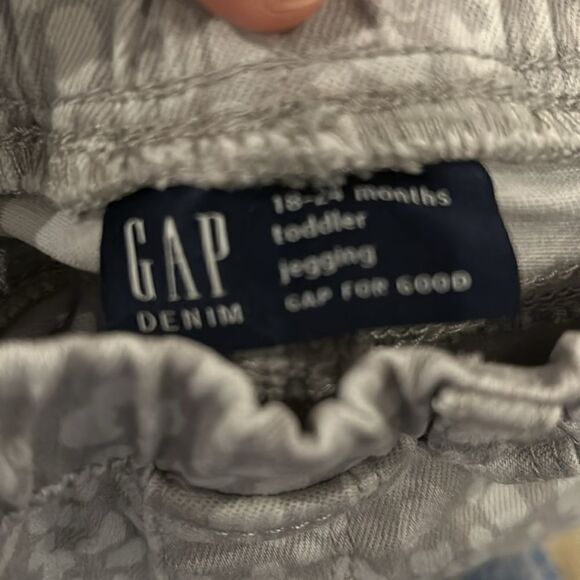 GAP
DENIM
18-24 months
toddler
jegging
GAP FOR GOOD